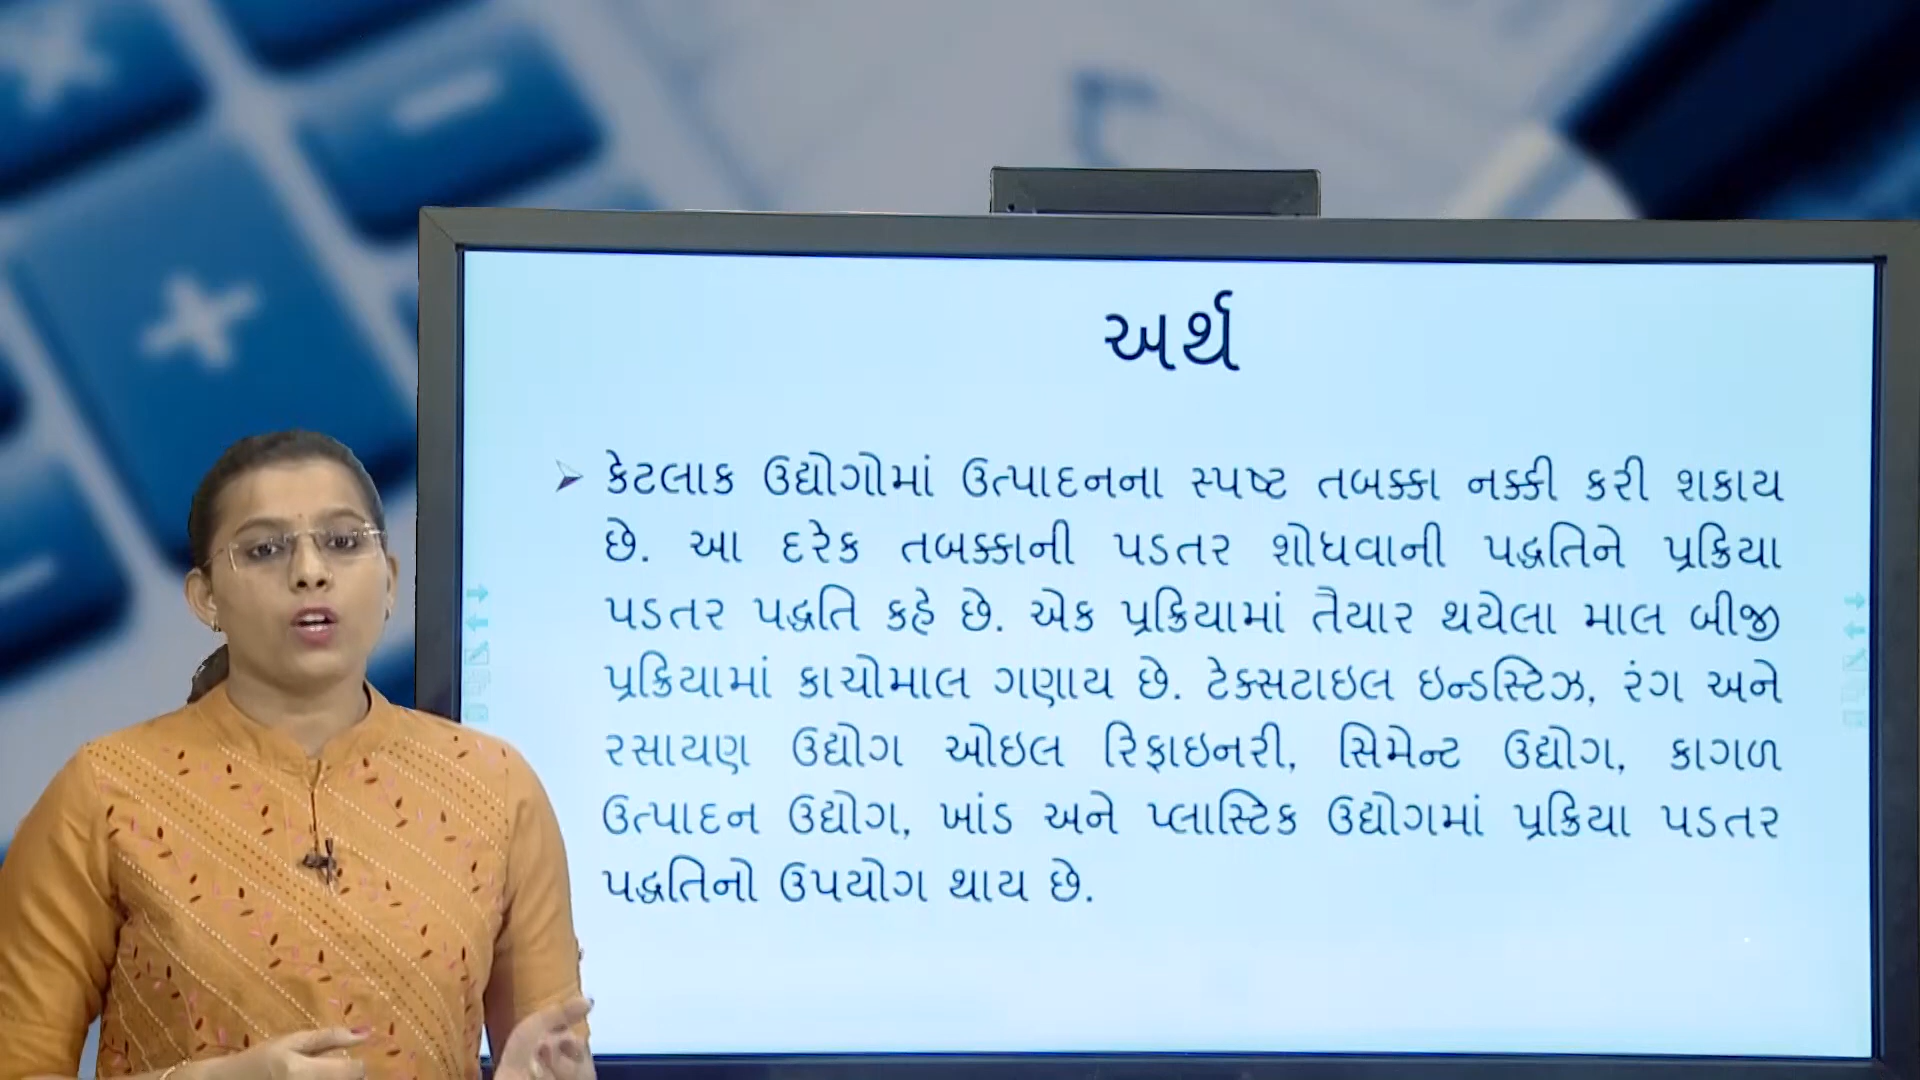 અર્થ
કેટલાક ઉદ્યોગોમાં ઉત્પાદનના સ્પષ્ટ તબક્કા નક્કી કરી શકાય
છે. આ દરેક તબક્કાની પડતર શોધવાની પદ્ધતિને પ્રક્રિયા
પડતર પદ્ધતિ કહે છે. એક પ્રક્રિયામાં તૈયાર થયેલા માલ બીજી
પ્રક્રિયામાં કાચોમાલ ગણાય છે. ટેક્સટાઇલ ઇન્ડસ્ટિઝ, રંગ અને
રસાયણ ઉદ્યોગ ઓઇલ રિફાઇનરી, સિમેન્ટ ઉદ્યોગ, કાગળ
ઉત્પાદન ઉદ્યોગ, ખાંડ અને પ્લાસ્ટિક ઉદ્યોગમાં પ્રક્રિયા પડતર
પદ્ધતિનો ઉપયોગ થાય છે.